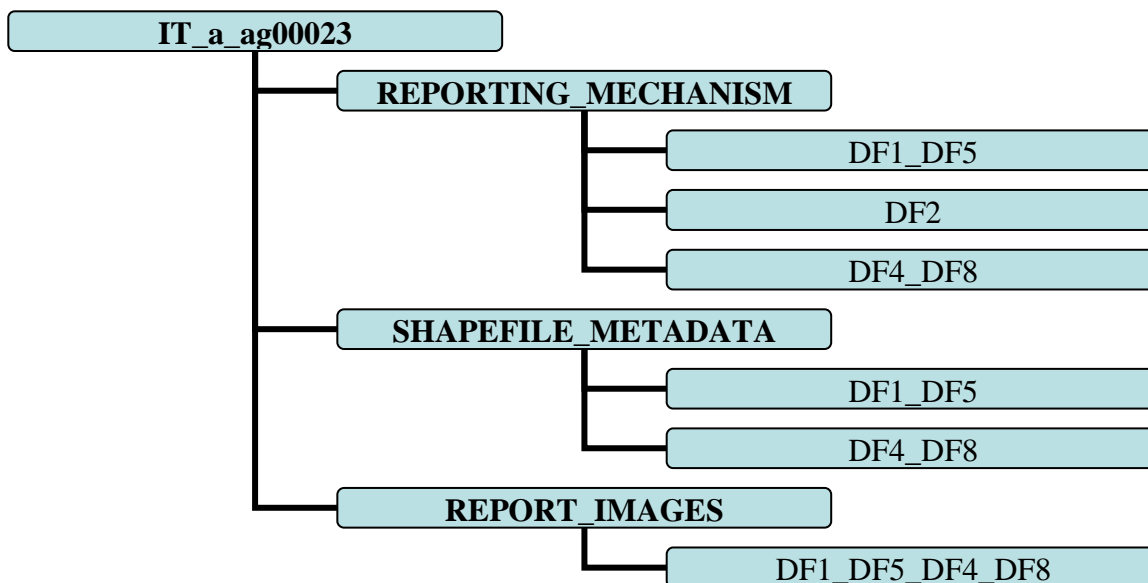 IT_a_ag00023
REPORTING_MECHANISM
DF1_DF5
DF2
DF4_DF8
SHAPEFILE_METADATA
DF1_DF5
DF4_DF8
REPORT_IMAGES
DF1_DF5_DF4_DF8